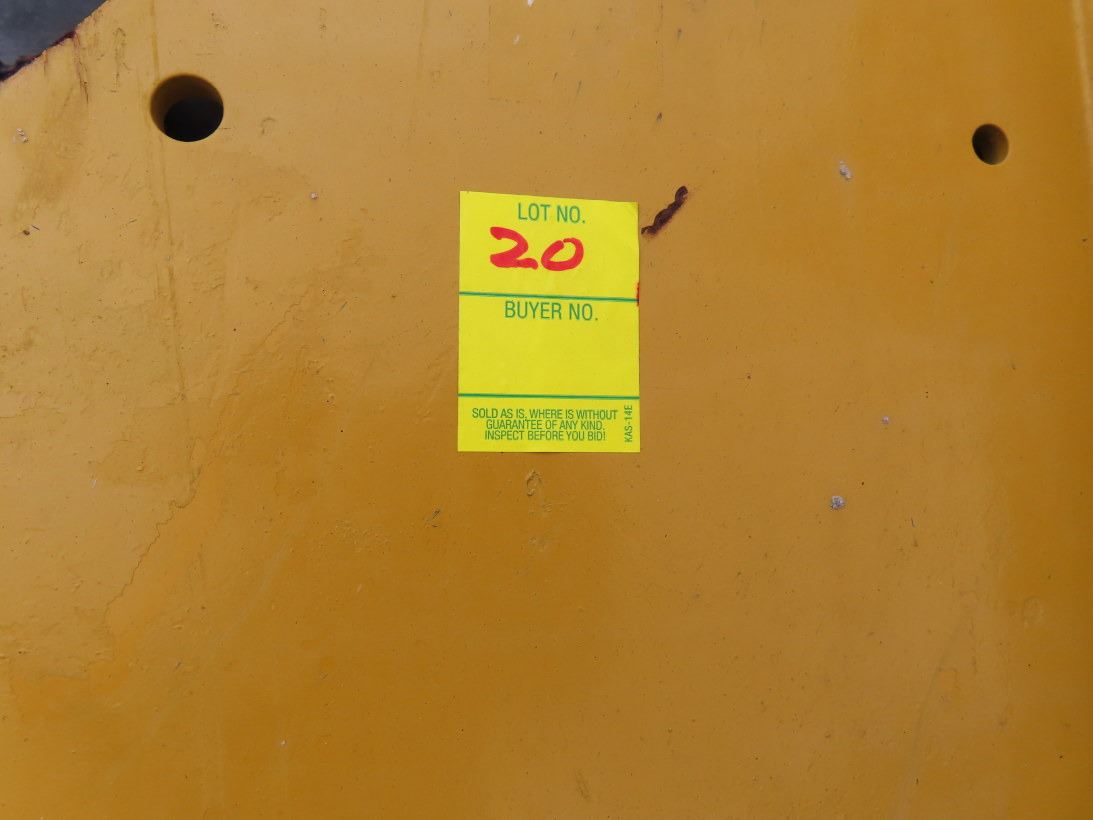 LOT NO.
20
BUYER NO.
SOLD AS IS, WHERE IS WITHOUT
GUARANTEE OF ANY KIND.
INSPECT BEFORE YOU BID!
KAS-14E